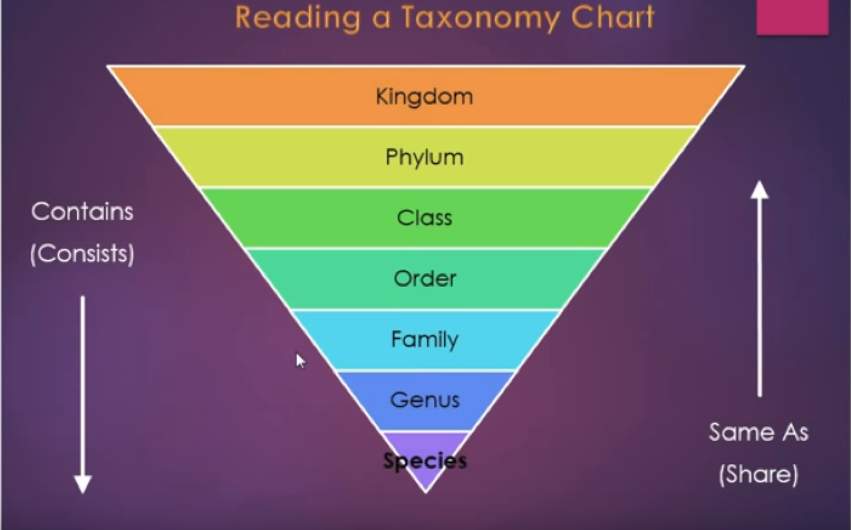 Reading a Taxonomy Chart
Kingdom
Phylum
Class
Order
Family
Genus
Species
Contains
(Consists)
Same As
(Share)